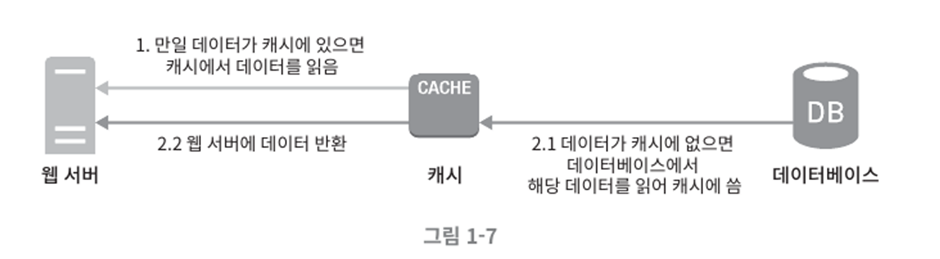 1. 만일 데이터가 캐시에 있으면
캐시에서 데이터를 읽음
CACHE
DB
2.2 웹 서버에 데이터 반환
2.1 데이터가 캐시에 없으면
데이터베이스에서
해당 데이터를 읽어 캐시에 씀
웹 서버
캐시
데이터베이스
그림 1-7